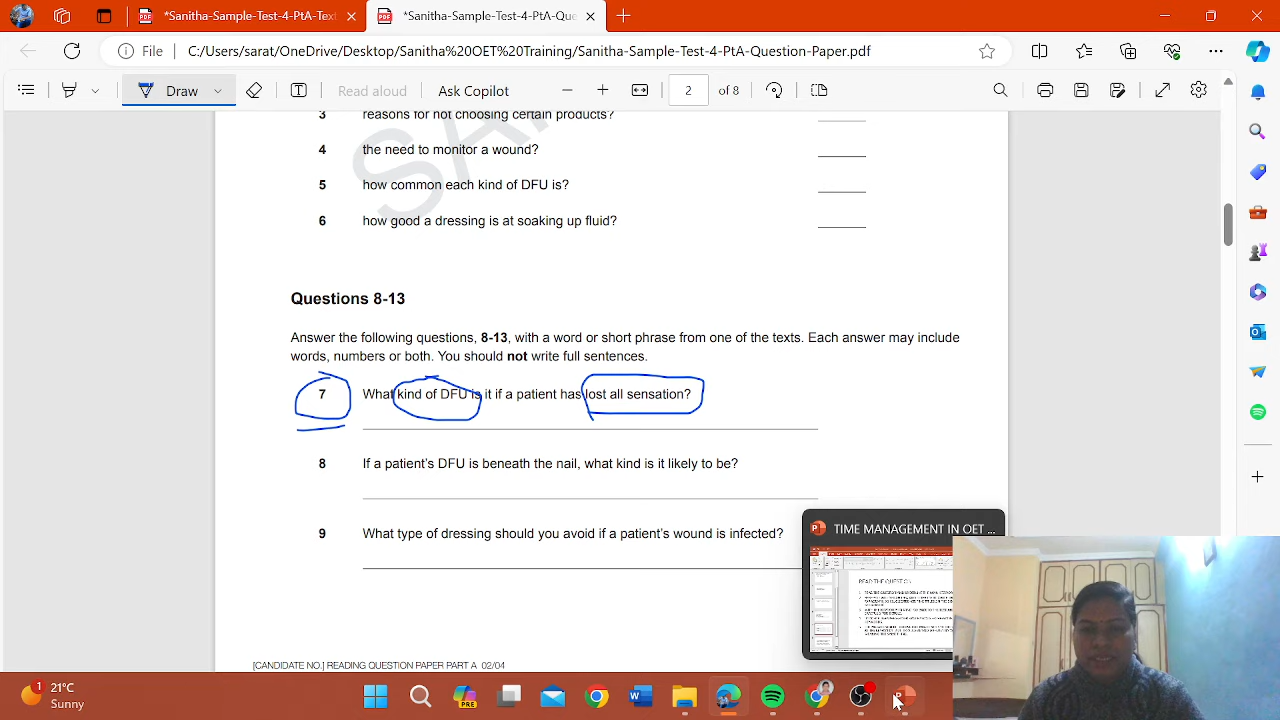 *Sanitha-Sample-Test-4-PtA-Tex
*Sanitha-Sample-Test-4-PtA-Que
File C:/Users/sarat/OneDrive/Desktop/Sanitha%20OET%20Training/Sanitha-Sample-Test-4-PtA-Question-Paper.pdf
Draw
Read aloud
Ask Copilot
2 of 8
3 reasons for not choosing certain products?
4 the need to monitor a wound?
5 how common each kind of DFU is?
6 how good a dressing is at soaking up fluid?
Questions 8-13
Answer the following questions, 8-13, with a word or short phrase from one of the texts. Each answer may include
words, numbers or both. You should not write full sentences.
7 What kind of DFU is it if a patient has lost all sensation?
8 If a patient's DFU is beneath the nail, what kind is it likely to be?
9 What type of dressing should you avoid if a patient's wound is infected?
TIME MANAGEMENT IN OET ...
READ THE QUESTION
[CANDIDATE NO.] READING QUESTION PAPER PART A 02/04
1
21°C
Sunny
PRE